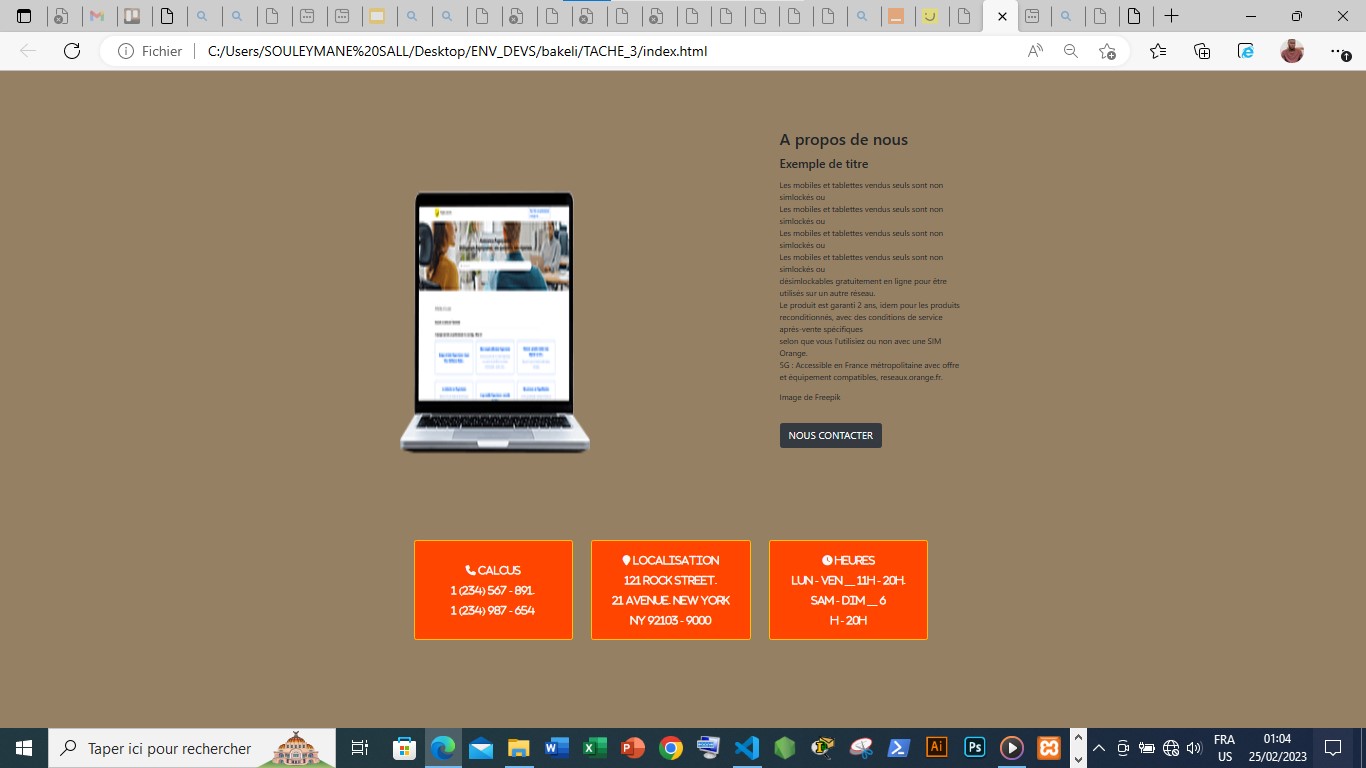 Fichier
C:/Users/SOULEYMANE%20SALL/Desktop/ENV_DEVS/bakeli/TACHE_3/index.html
A propos de nous
Exemple de titre
Les mobiles et tablettes vendus seuls sont non
simlockés ou
Les mobiles et tablettes vendus seuls sont non
simlockés ou
Les mobiles et tablettes vendus seuls sont non
simlockés ou
Les mobiles et tablettes vendus seuls sont non
simlockés ou
désimlockables gratuitement en ligne pour être
utilisés sur un autre réseau.
Le produit est garanti 2 ans, idem pour les produits
reconditionnés, avec des conditions de service
après-vente spécifiques
selon que vous l'utilisiez ou non avec une SIM
Orange.
5G : Accessible en France métropolitaine avec offre
et équipement compatibles, reseaux.orange.fr.
Image de Freepik
NOUS CONTACTER
CALCUS
1 (234) 567 - 891.
1 (234) 987 - 654
LOCALISATION
121 ROCK STREET.
21 AVENUE. NEW YORK
NY 92103 - 9000
HEURES
LUN - VEN __ 11H - 20H.
SAM - DIM __ 6
H - 20H
Taper ici pour rechercher
FRA
US
01:04
25/02/2023